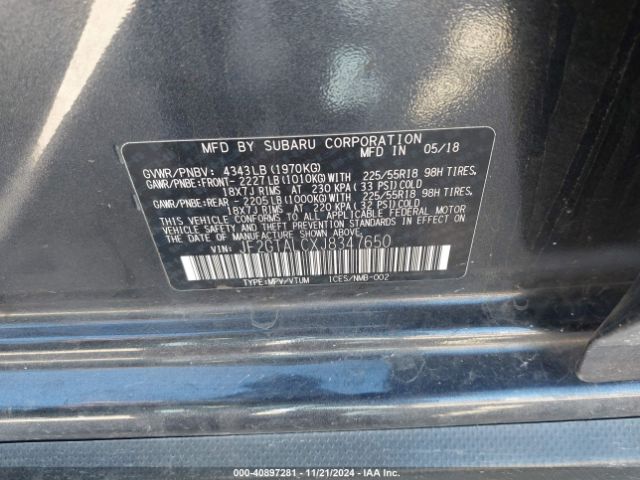 MFD BY SUBARU CORPORATION
MFD IN 05/18
GVWR/PNBV: 4343LB(1970KG)
GAWR/PNBE:FRONT-2227LB(1010KG)WITH 225/55R18 98H TIRES.
18X7J RIMS AT 230 KPA(33 PSI)COLD
GAWR/PNBE:REAR -2205LB(1000KG)WITH 225/55R18 98H TIRES.
18X7J RIMS AT 220 KPA(32 PSI)COLD
THIS VEHICLE CONFORMS TO ALL APPLICABLE FEDERAL MOTOR
VEHICLE SAFETY STANDARDS IN EFFECT ON THE DATE OF
MANUFACTURE SHOWN ABOVE.
VIN: JF2G1ALCXJ8347650
TYPE:MPV/VTUM ICES/NMB-002
000-40897281 - 11/21/2024 - IAA Inc.